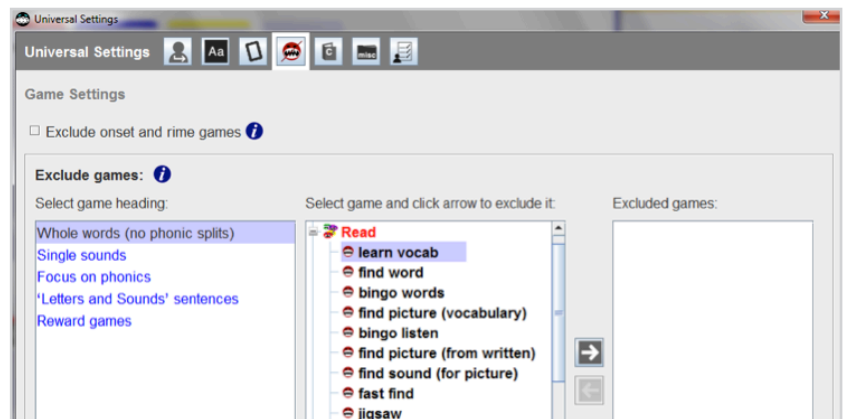 Universal Settings
X
Universal Settings Aa C misc
Game Settings
Exclude onset and rime games i
Exclude games: i
Select game heading:
Whole words (no phonic splits)
Single sounds
Focus on phonics
‘Letters and Sounds’ sentences
Reward games
Select game and click arrow to exclude it:
Read
learn vocab
find word
bingo words
find picture (vocabulary)
bingo listen
find picture (from written)
find sound (for picture)
fast find
jigsaw
Excluded games: